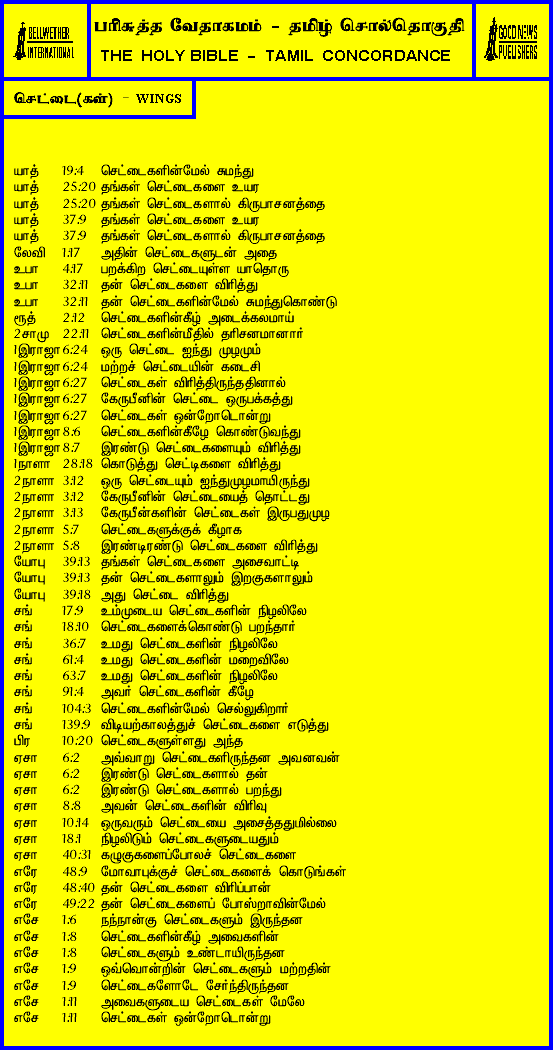 BELLWETHER INTERNATIONAL
பரிசுத்த வேதாகமம் - தமிழ் சொல்தொகுதி
THE HOLY BIBLE - TAMIL CONCORDANCE
GOOD NEWS PUBLISHERS
செட்டை(கள்) - WINGS
யாத் 19:4 செட்டைகளின்மேல் சுமந்து
யாத் 25:20 தங்கள் செட்டைகளை உயர
யாத் 25:20 தங்கள் செட்டைகளால் கிருபாசனத்தை
யாத் 37:9 தங்கள் செட்டைகளை உயர
யாத் 37:9 தங்கள் செட்டைகளால் கிருபாசனத்தை
லேவி 1:17 அதின் செட்டைகளுடன் அதை
உபா 4:17 பறக்கிற செட்டையுள்ள யாதொரு
உபா 32:11 தன் செட்டைகளை விரித்து
உபா 32:11 தன் செட்டைகளின்மேல் சுமந்துகொண்டு
ரூத் 2:12 செட்டைகளின்கீழ் அடைக்கலமாய்
2சாமு 22:11 செட்டைகளின்மீதில் தரிசனமானார்
1இராஜா 6:24 ஒரு செட்டை ஐந்து முழமும்
1இராஜா 6:24 மற்றச் செட்டையின் கடைசி
1இராஜா 6:27 செட்டைகள் விரித்திருந்ததினால்
1இராஜா 6:27 கேருபீனின் செட்டை ஒருபக்கத்து
1இராஜா 6:27 செட்டைகள் ஒன்றோடொன்று
1இராஜா 8:6 செட்டைகளின்கீழே கொண்டுவந்து
1இராஜா 8:7 இரண்டு செட்டைகளையும் விரித்து
1நாளா 28:18 கொடுத்து செட்டிகளை விரித்து
2நாளா 3:12 ஒரு செட்டையும் ஐந்துமுழமாயிருந்து
2நாளா 3:12 கேருபீனின் செட்டையைத் தொட்டது
2நாளா 3:13 கேருபீன்களின் செட்டைகள் இருபதுமுழ
2நாளா 5:7 செட்டைகளுக்குக் கீழாக
2நாளா 5:8 இரண்டிரண்டு செட்டைகளை விரித்து
யோபு 39:13 தங்கள் செட்டைகளை அசைவாட்டி
யோபு 39:13 தன் செட்டைகளாலும் இறகுகளாலும்
யோபு 39:18 அது செட்டை விரித்து
சங் 17:9 உம்முடைய செட்டைகளின் நிழலிலே
சங் 18:10 செட்டைகளைக்கொண்டு பறந்தார்
சங் 36:7 உமது செட்டைகளின் நிழலிலே
சங் 61:4 உமது செட்டைகளின் மறைவிலே
சங் 63:7 உமது செட்டைகளின் நிழலிலே
சங் 91:4 அவர் செட்டைகளின் கீழே
சங் 104:3 செட்டைகளின்மேல் செல்லுகிறார்
சங் 139:9 விடியற்காலத்துச் செட்டைகளை எடுத்து
பிர 10:20 செட்டைகளுள்ளது அந்த
ஏசா 6:2 அவ்வாறு செட்டைகளிருந்தன அவனவன்
ஏசா 6:2 இரண்டு செட்டைகளால் தன்
ஏசா 6:2 இரண்டு செட்டைகளால் பறந்து
ஏசா 8:8 அவன் செட்டைகளின் விரிவு
ஏசா 10:14 ஒருவரும் செட்டையை அசைத்ததுமில்லை
ஏசா 18:1 நிழலிடும் செட்டைகளுடையதும்
ஏசா 40:31 கழுகுகளைப்போலச் செட்டைகளை
எரே 48:9 மோவாபுக்குச் செட்டைகளைக் கொடுங்கள்
எரே 48:40 தன் செட்டைகளை விரிப்பான்
எரே 49:22 தன் செட்டைகளைப் போஸ்றாவின்மேல்
எசே 1:6 நந்நான்கு செட்டைகளும் இருந்தன
எசே 1:8 செட்டைகளின்கீழ் அவைகளின்
எசே 1:8 செட்டைகளும் உண்டாயிருந்தன
எசே 1:9 ஒவ்வொன்றின் செட்டைகளும் மற்றதின்
எசே 1:9 செட்டைகளோடே சேர்ந்திருந்தன
எசே 1:11 அவைகளுடைய செட்டைகள் மேலே
எசே 1:11 செட்டைகள் ஒன்றோடொன்று